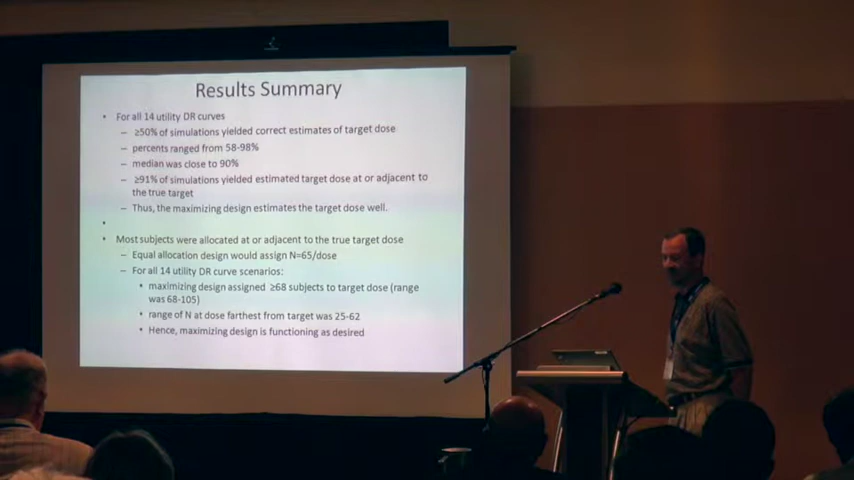 Results Summary
• For all 14 utility DR curves
– ≥50% of simulations yielded correct estimates of target dose
– percents ranged from 58-98%
– median was close to 90%
– ≥91% of simulations yielded estimated target dose at or adjacent to
the true target
– Thus, the maximizing design estimates the target dose well.
•
• Most subjects were allocated at or adjacent to the true target dose
– Equal allocation design would assign N=65/dose
– For all 14 utility DR curve scenarios:
• maximizing design assigned ≥68 subjects to target dose (range
was 68-105)
• range of N at dose farthest from target was 25-62
• Hence, maximizing design is functioning as desired